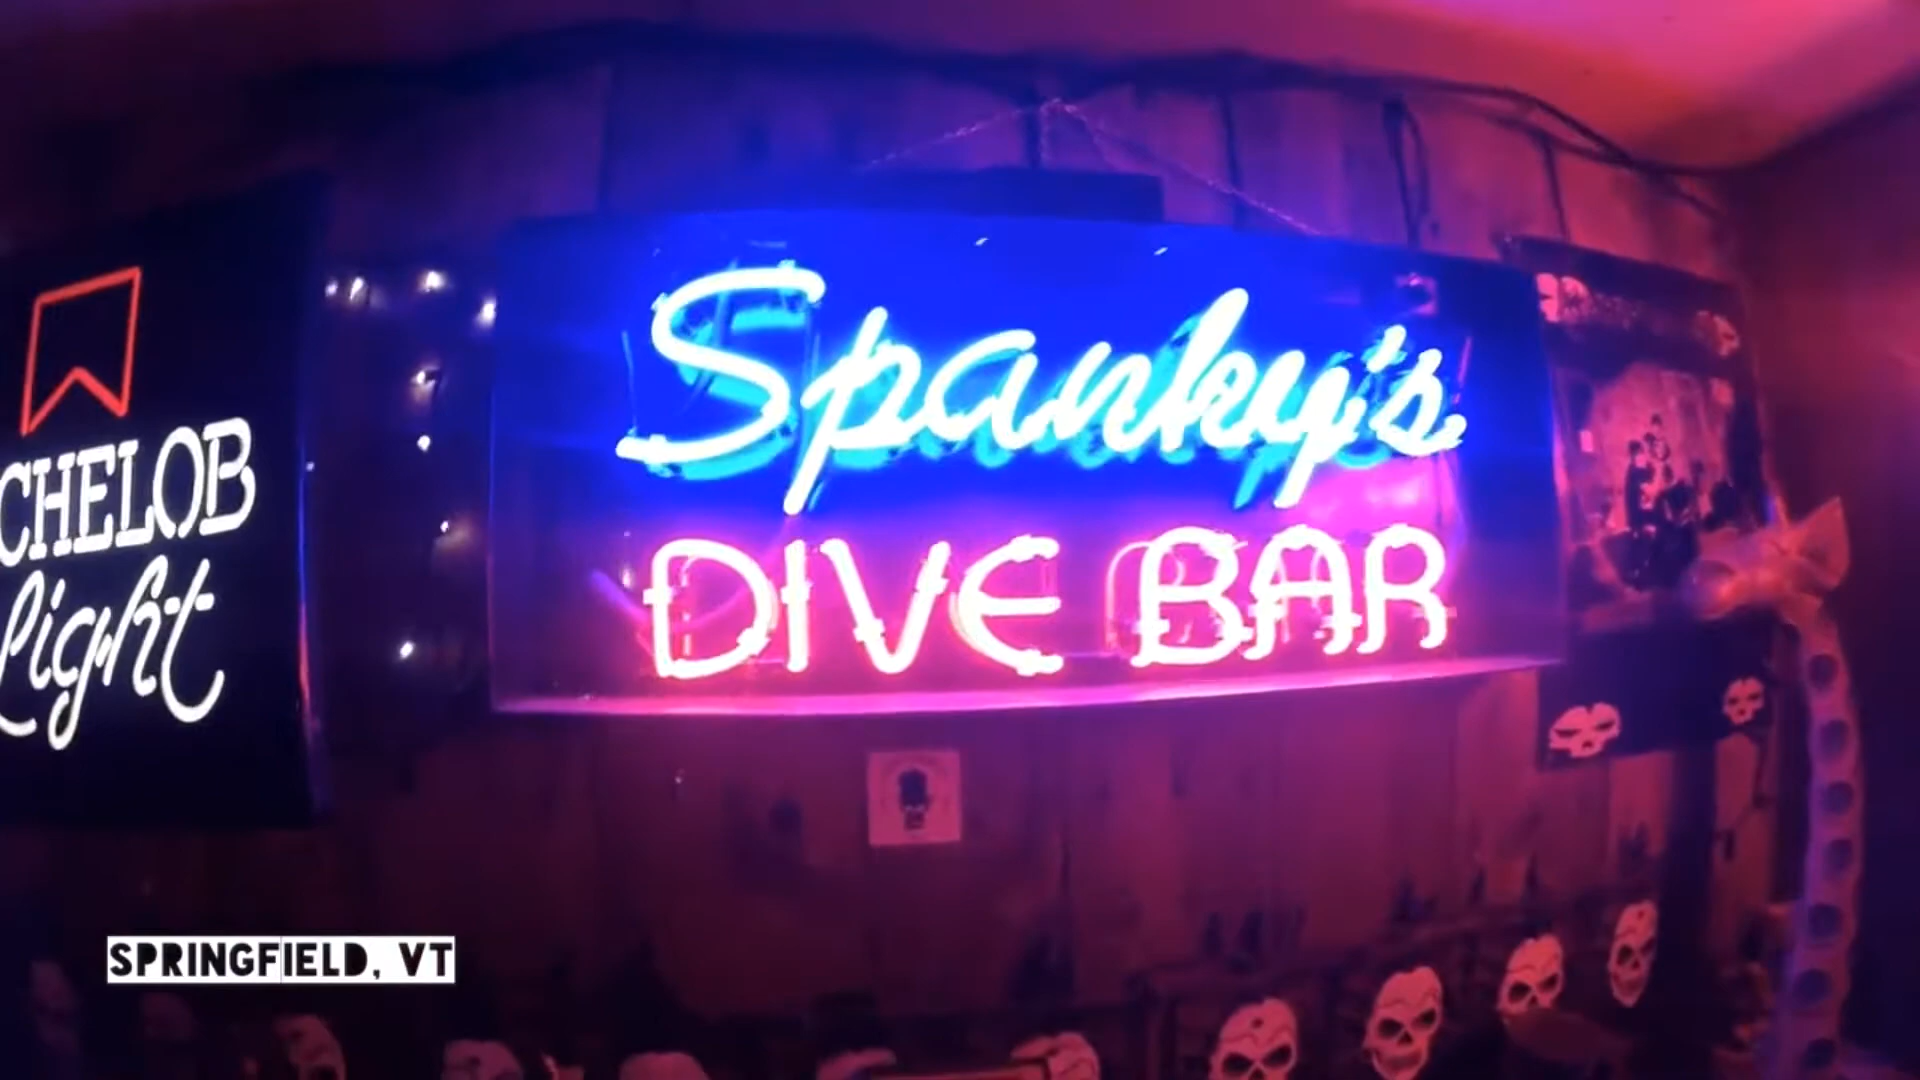 CHELOB
light
Spanky's
DIVE BAR
SPRINGFIELD, VT